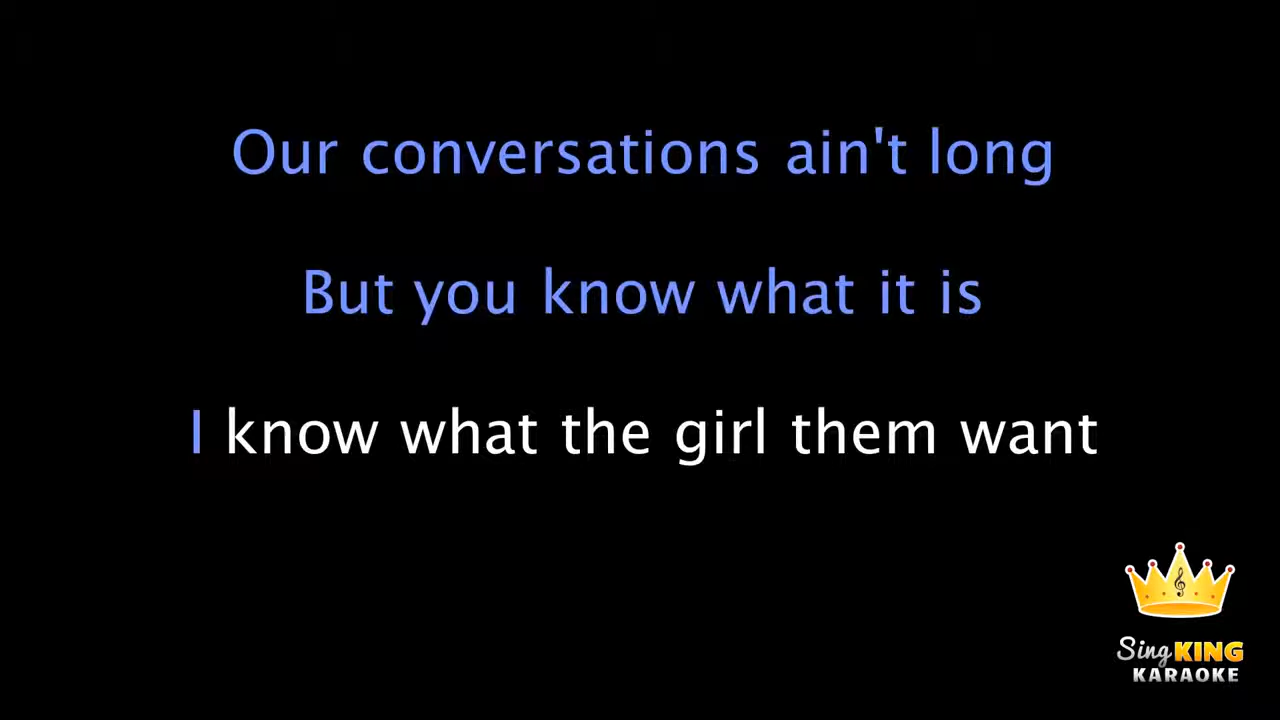 Our conversations ain't long
But you know what it is
I know what the girl them want
Sing KING
KARAOKE